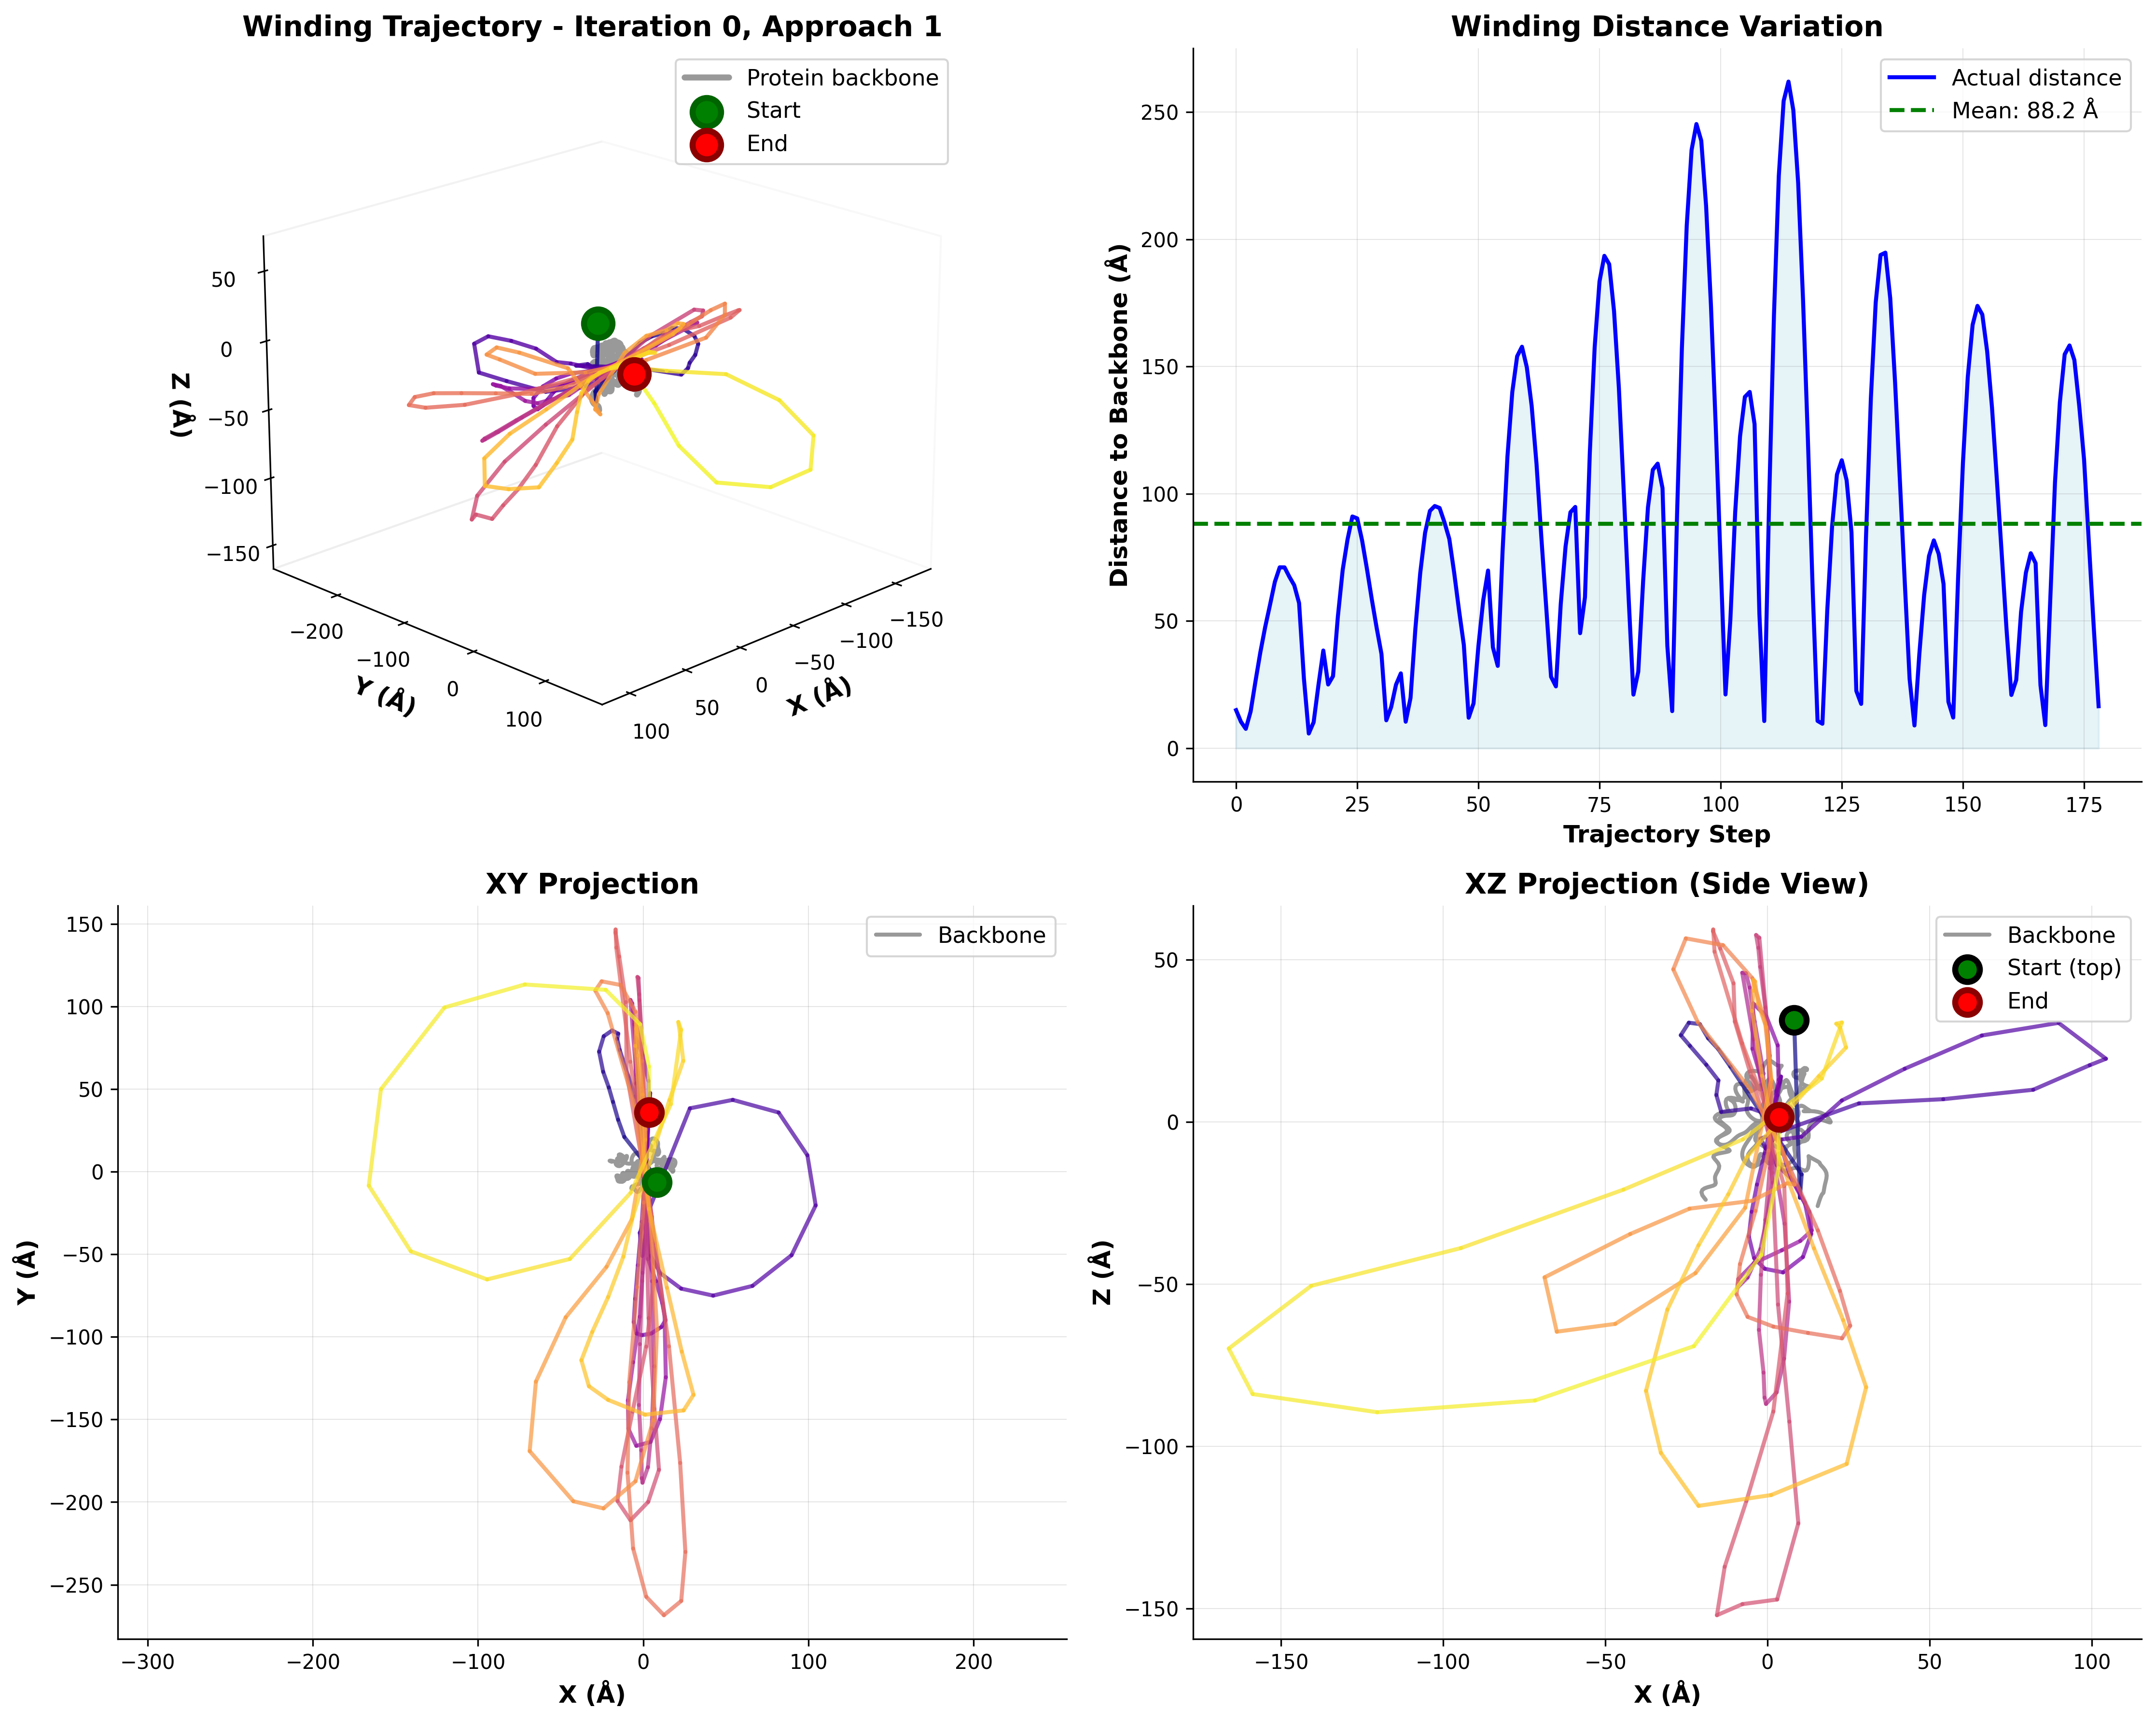 Winding Trajectory - Iteration 0, Approach 1
Protein backbone
Start
End
50
0
−50
−100
−150
Z (Å)
−200
−100
0
100
Y (Å)
100
50
0
−50
−100
−150
X (Å)
Winding Distance Variation
Actual distance
Mean: 88.2 Å
250
200
150
100
50
0
Distance to Backbone (Å)
0 25 50 75 100 125 150 175
Trajectory Step
XY Projection
Backbone
150
100
50
0
−50
−100
−150
−200
−250
Y (Å)
−300 −200 −100 0 100 200
X (Å)
XZ Projection (Side View)
Backbone
Start (top)
End
50
0
−50
−100
−150
Z (Å)
−150 −100 −50 0 50 100
X (Å)